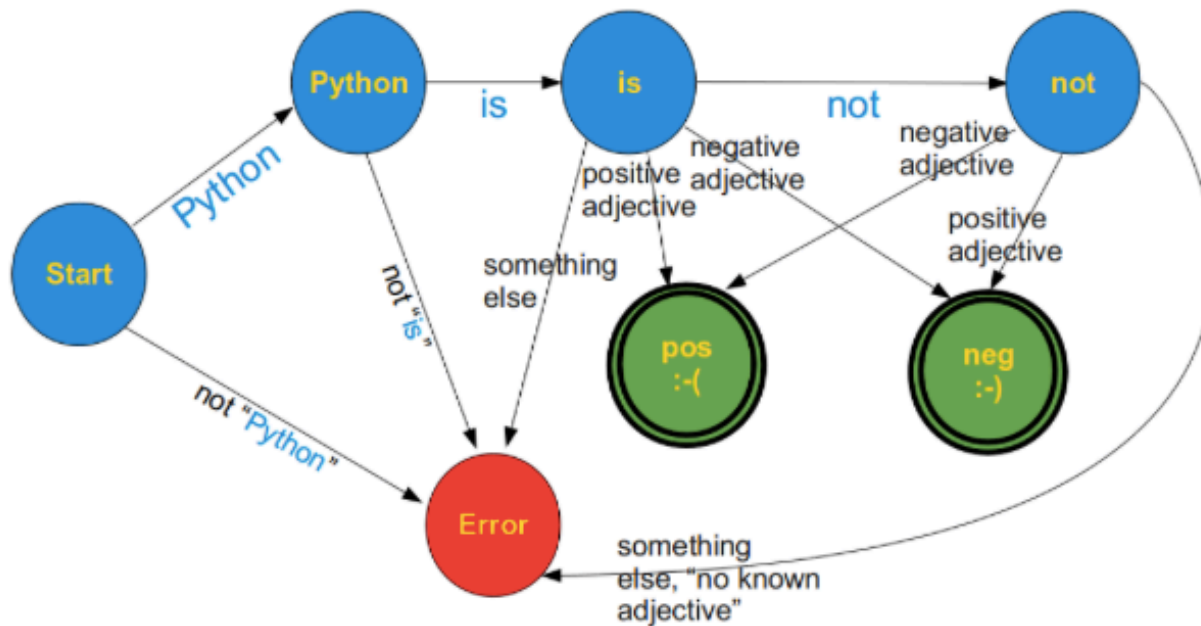 Python
is
is
not
not
Python
positive
adjective
negative
adjective
negative
adjective
positive
adjective
Start
not “is”
something
else
pos
:-(
neg
:-)
not “Python”
Error
something
else, “no known
adjective”